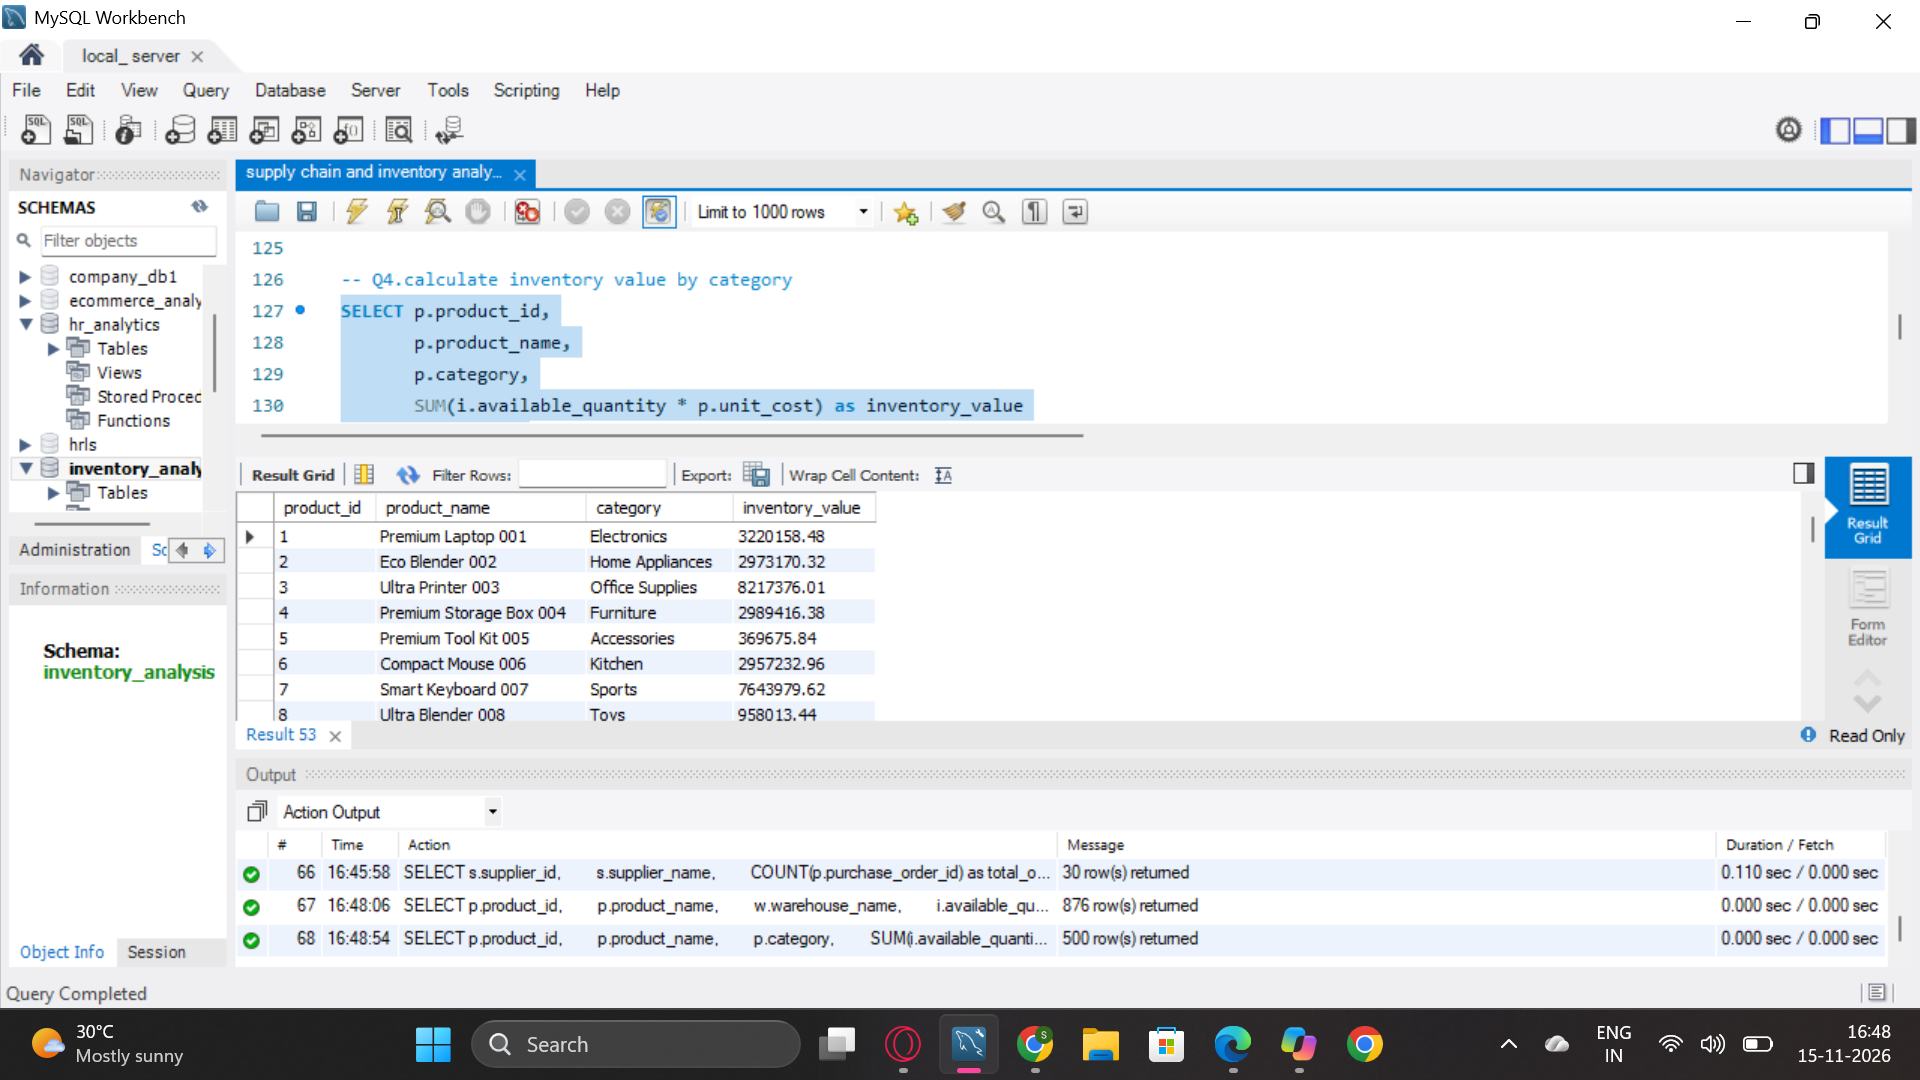 MySQL Workbench
local_ server
File Edit View Query Database Server Tools Scripting Help
Navigator
SCHEMAS
Filter objects
company_db1
ecommerce_analy
hr_analytics
Tables
Views
Stored Proced
Functions
hrls
inventory_analy
Tables
Administration Sc
Information
Schema:
inventory_analysis
Object Info Session
supply chain and inventory analy...
Limit to 1000 rows
125
126 -- Q4.calculate inventory value by category
127 SELECT p.product_id,
128 p.product_name,
129 p.category,
130 SUM(i.available_quantity * p.unit_cost) as inventory_value
Result Grid Filter Rows: Export: Wrap Cell Content:
product_id product_name category inventory_value
1 Premium Laptop 001 Electronics 3220158.48
2 Eco Blender 002 Home Appliances 2973170.32
3 Ultra Printer 003 Office Supplies 8217376.01
4 Premium Storage Box 004 Furniture 2989416.38
5 Premium Tool Kit 005 Accessories 369675.84
6 Compact Mouse 006 Kitchen 2957232.96
7 Smart Keyboard 007 Sports 7643979.62
8 Ultra Blender 008 Toys 958013.44
Result
Grid
Form
Editor
Result 53
Read Only
Output
Action Output
# Time Action Message Duration / Fetch
66 16:45:58 SELECT s.supplier_id, s.supplier_name, COUNT(p.purchase_order_id) as total_o... 30 row(s) returned 0.110 sec / 0.000 sec
67 16:48:06 SELECT p.product_id, p.product_name, w.warehouse_name, i.available_qu... 876 row(s) returned 0.000 sec / 0.000 sec
68 16:48:54 SELECT p.product_id, p.product_name, p.category, SUM(i.available_quanti... 500 row(s) returned 0.000 sec / 0.000 sec
Query Completed
30°C
Mostly sunny
Search
ENG
IN
16:48
15-11-2026